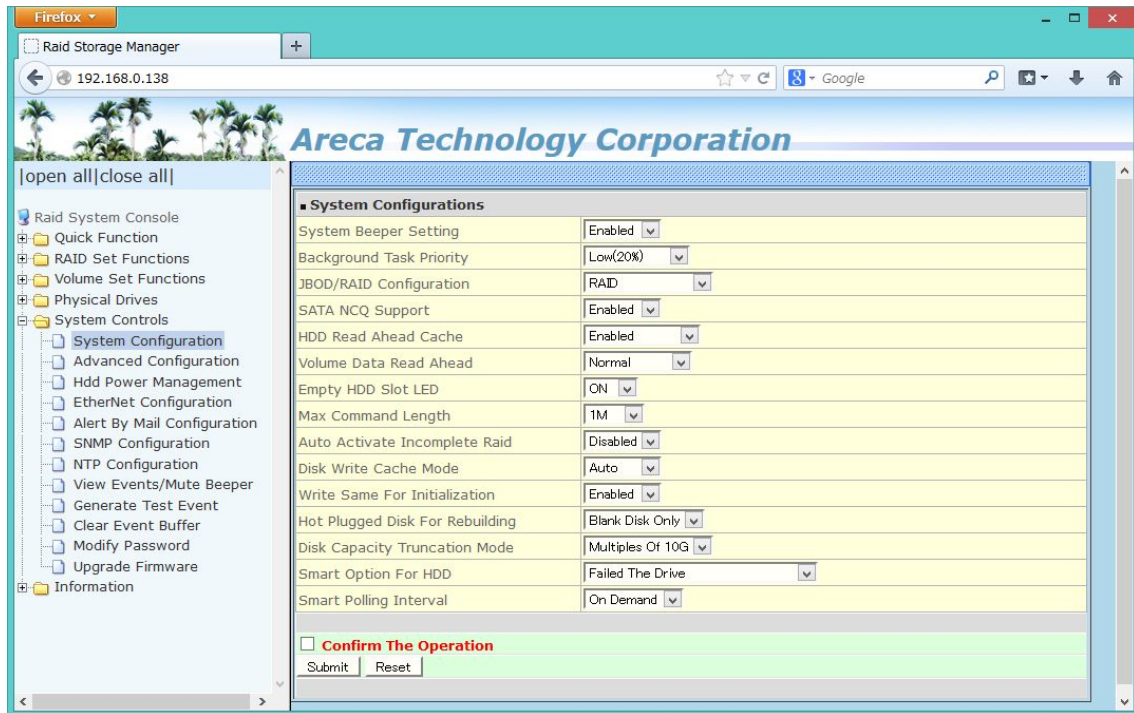 Firefox
Raid Storage Manager
192.168.0.138
Google
Areca Technology Corporation
|open all|close all|
Raid System Console
Quick Function
RAID Set Functions
Volume Set Functions
Physical Drives
System Controls
System Configuration
Advanced Configuration
Hdd Power Management
EtherNet Configuration
Alert By Mail Configuration
SNMP Configuration
NTP Configuration
View Events/Mute Beeper
Generate Test Event
Clear Event Buffer
Modify Password
Upgrade Firmware
Information
System Configurations
System Beeper Setting Enabled
Background Task Priority Low(20%)
JBOD/RAID Configuration RAID
SATA NCQ Support Enabled
HDD Read Ahead Cache Enabled
Volume Data Read Ahead Normal
Empty HDD Slot LED ON
Max Command Length 1M
Auto Activate Incomplete Raid Disabled
Disk Write Cache Mode Auto
Write Same For Initialization Enabled
Hot Plugged Disk For Rebuilding Blank Disk Only
Disk Capacity Truncation Mode Multiples Of 10G
Smart Option For HDD Failed The Drive
Smart Polling Interval On Demand
Confirm The Operation
Submit Reset